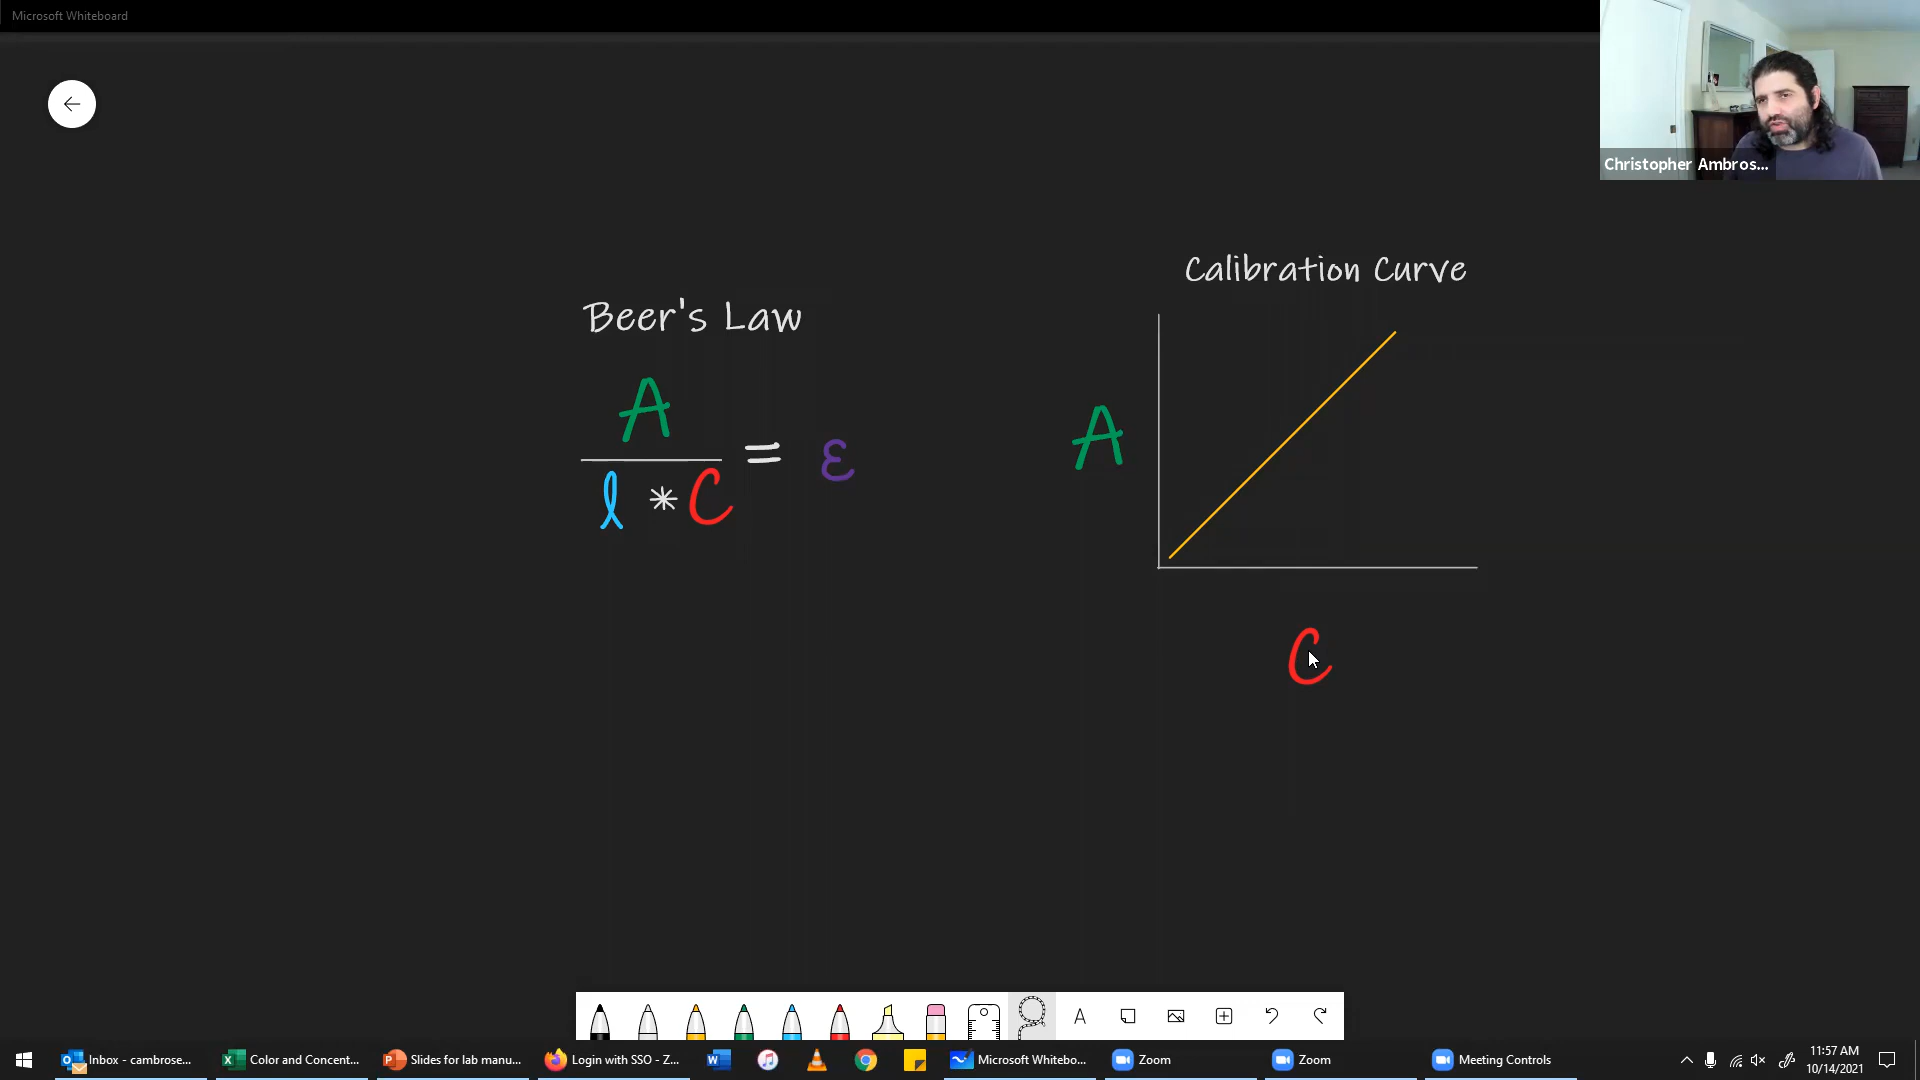 Microsoft Whiteboard
Christopher Ambros...
Calibration Curve
Beer's Law
A
l * C
= ε
A
C
A
Inbox - cambrose...
Color and Concent...
Slides for lab manu...
Login with SSO - Z...
Microsoft Whitebo...
Zoom
Zoom
Meeting Controls
11:57 AM
10/14/2021